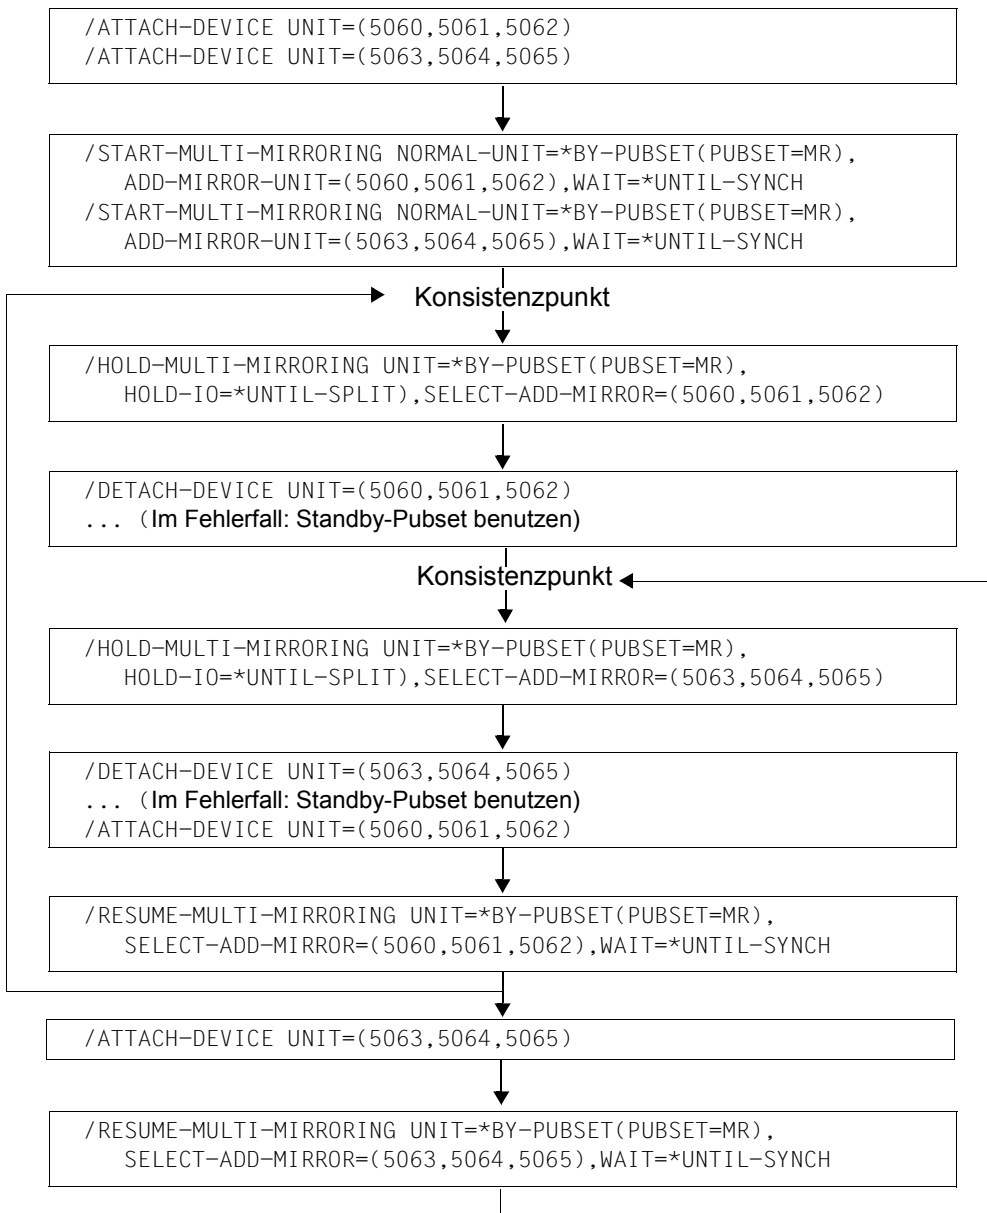 /ATTACH-DEVICE UNIT=(5060,5061,5062)
/ATTACH-DEVICE UNIT=(5063,5064,5065)
/START-MULTI-MIRRORING NORMAL-UNIT=*BY-PUBSET(PUBSET=MR),
ADD-MIRROR-UNIT=(5060,5061,5062),WAIT=*UNTIL-SYNCH
/START-MULTI-MIRRORING NORMAL-UNIT=*BY-PUBSET(PUBSET=MR),
ADD-MIRROR-UNIT=(5063,5064,5065),WAIT=*UNTIL-SYNCH
Konsistenzpunkt
/HOLD-MULTI-MIRRORING UNIT=*BY-PUBSET(PUBSET=MR),
HOLD-IO=*UNTIL-SPLIT),SELECT-ADD-MIRROR=(5060,5061,5062)
/DETACH-DEVICE UNIT=(5060,5061,5062)
... (Im Fehlerfall: Standby-Pubset benutzen)
Konsistenzpunkt
/HOLD-MULTI-MIRRORING UNIT=*BY-PUBSET(PUBSET=MR),
HOLD-IO=*UNTIL-SPLIT),SELECT-ADD-MIRROR=(5063,5064,5065)
/DETACH-DEVICE UNIT=(5063,5064,5065)
... (Im Fehlerfall: Standby-Pubset benutzen)
/ATTACH-DEVICE UNIT=(5060,5061,5062)
/RESUME-MULTI-MIRRORING UNIT=*BY-PUBSET(PUBSET=MR),
SELECT-ADD-MIRROR=(5060,5061,5062),WAIT=*UNTIL-SYNCH
/ATTACH-DEVICE UNIT=(5063,5064,5065)
/RESUME-MULTI-MIRRORING UNIT=*BY-PUBSET(PUBSET=MR),
SELECT-ADD-MIRROR=(5063,5064,5065),WAIT=*UNTIL-SYNCH